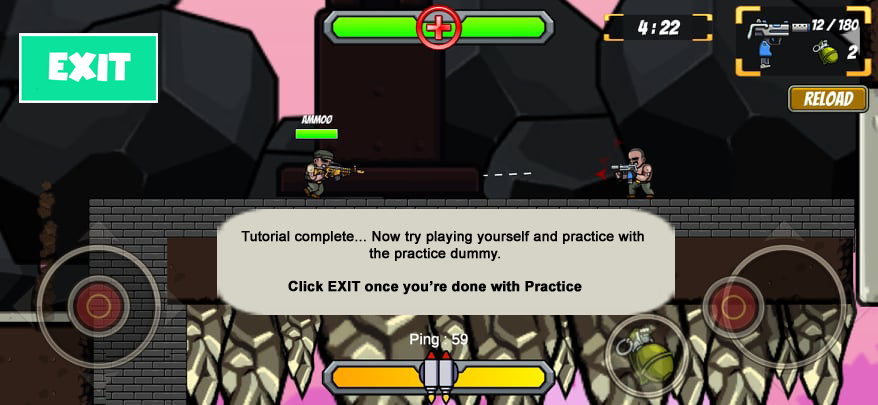 EXIT
4:22
12 / 180
2
RELOAD
AMMOD
Tutorial complete... Now try playing yourself and practice with
the practice dummy.
Click EXIT once you're done with Practice
Ping : 59